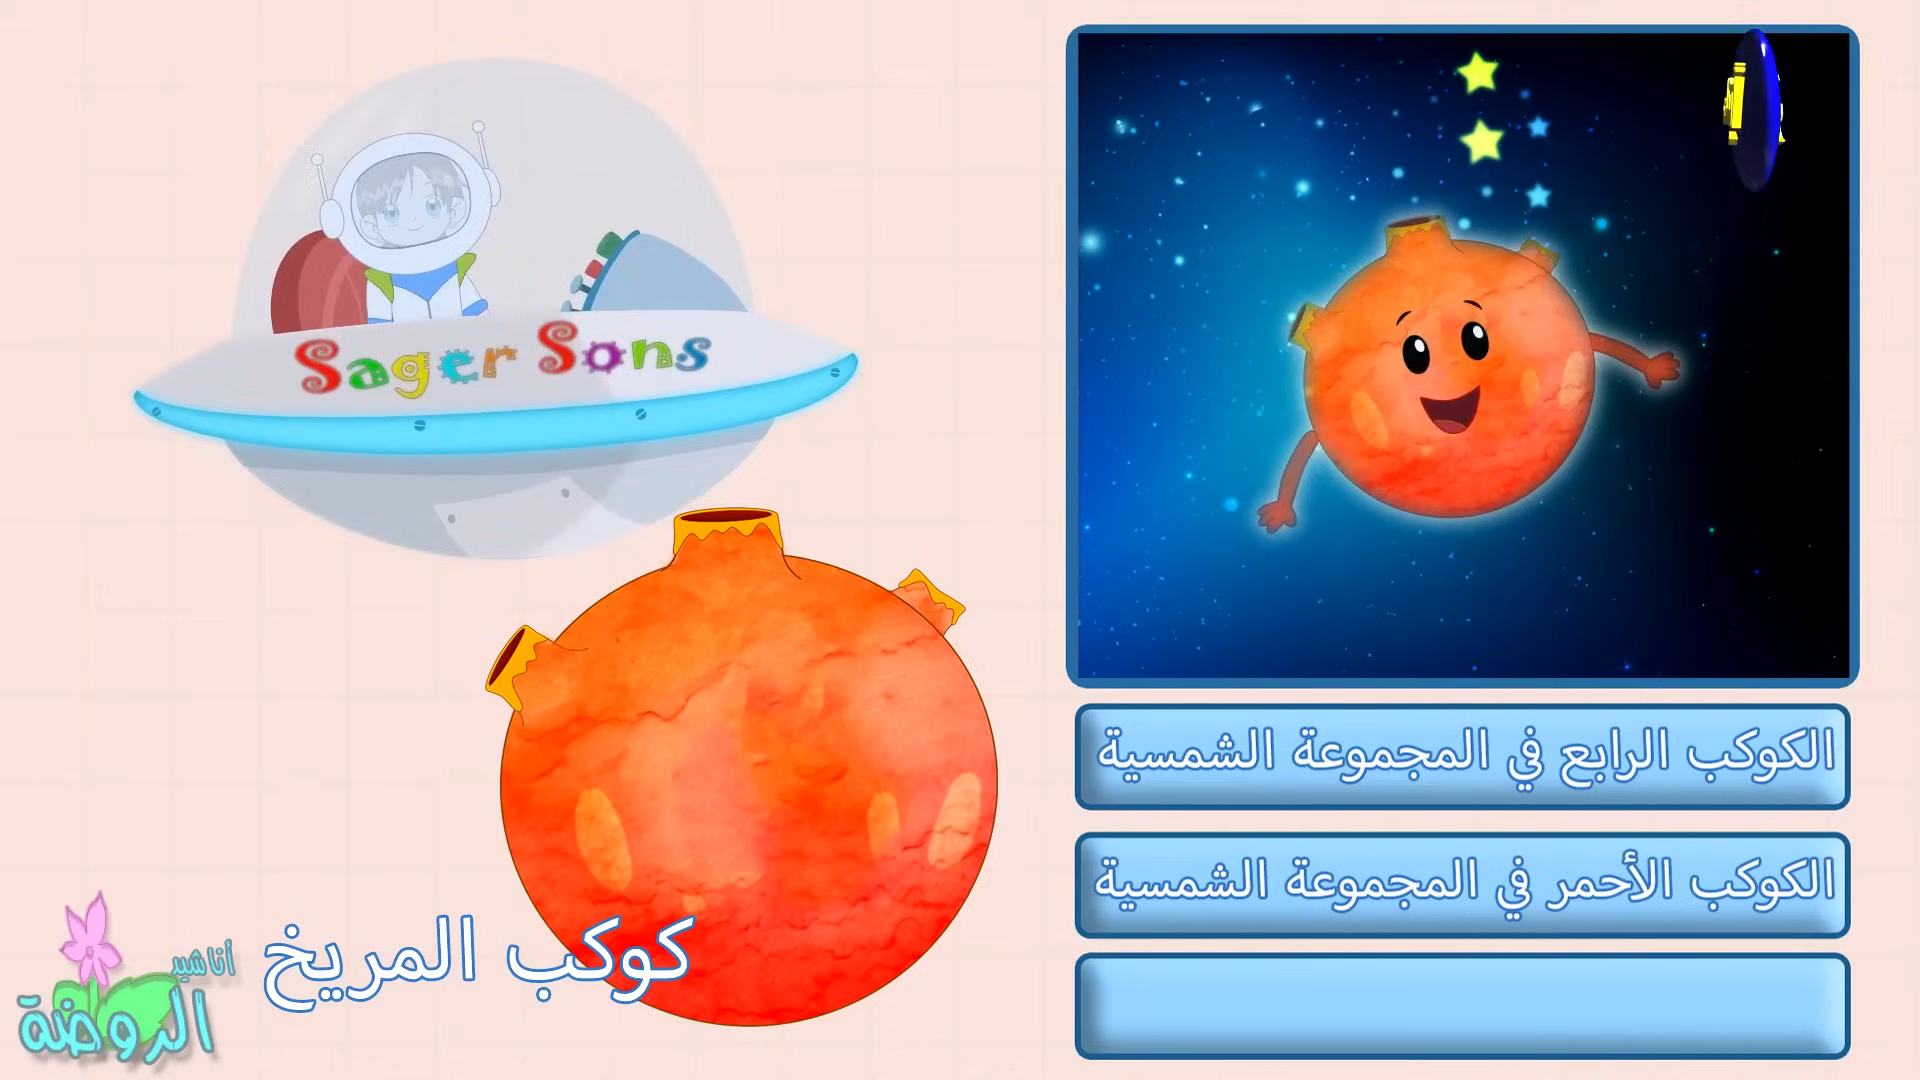 Sager Sons
الكوكب الرابع في المجموعة الشمسية
الكوكب الأحمر في المجموعة الشمسية
كوكب المريخ
أناشيد
الروضة